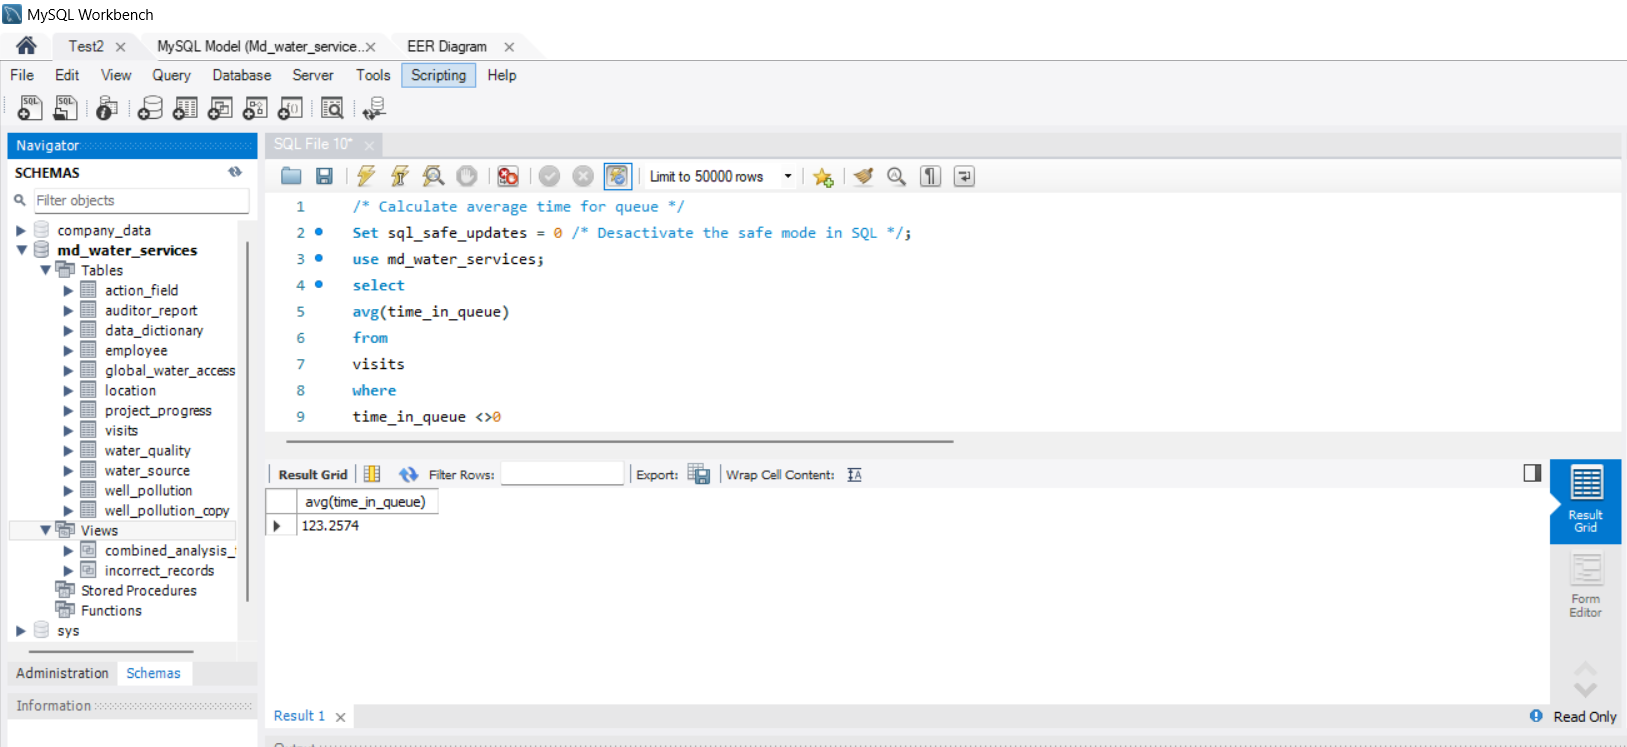 MySQL Workbench
Test2
MySQL Model (Md_water_service..
EER Diagram
File Edit View Query Database Server Tools Scripting Help
Navigator
SCHEMAS
Filter objects
company_data
md_water_services
Tables
action_field
auditor_report
data_dictionary
employee
global_water_access
location
project_progress
visits
water_quality
water_source
well_pollution
well_pollution_copy
Views
combined_analysis_
incorrect_records
Stored Procedures
Functions
sys
Administration Schemas
Information
SQL File 10*
Limit to 50000 rows
1 /* Calculate average time for queue */
2 Set sql_safe_updates = 0 /* Desactivate the safe mode in SQL */;
3 use md_water_services;
4 select
5 avg(time_in_queue)
6 from
7 visits
8 where
9 time_in_queue <>0
Result Grid Filter Rows: Export: Wrap Cell Content:
avg(time_in_queue)
123.2574
Result
Grid
Form
Editor
Result 1
Read Only